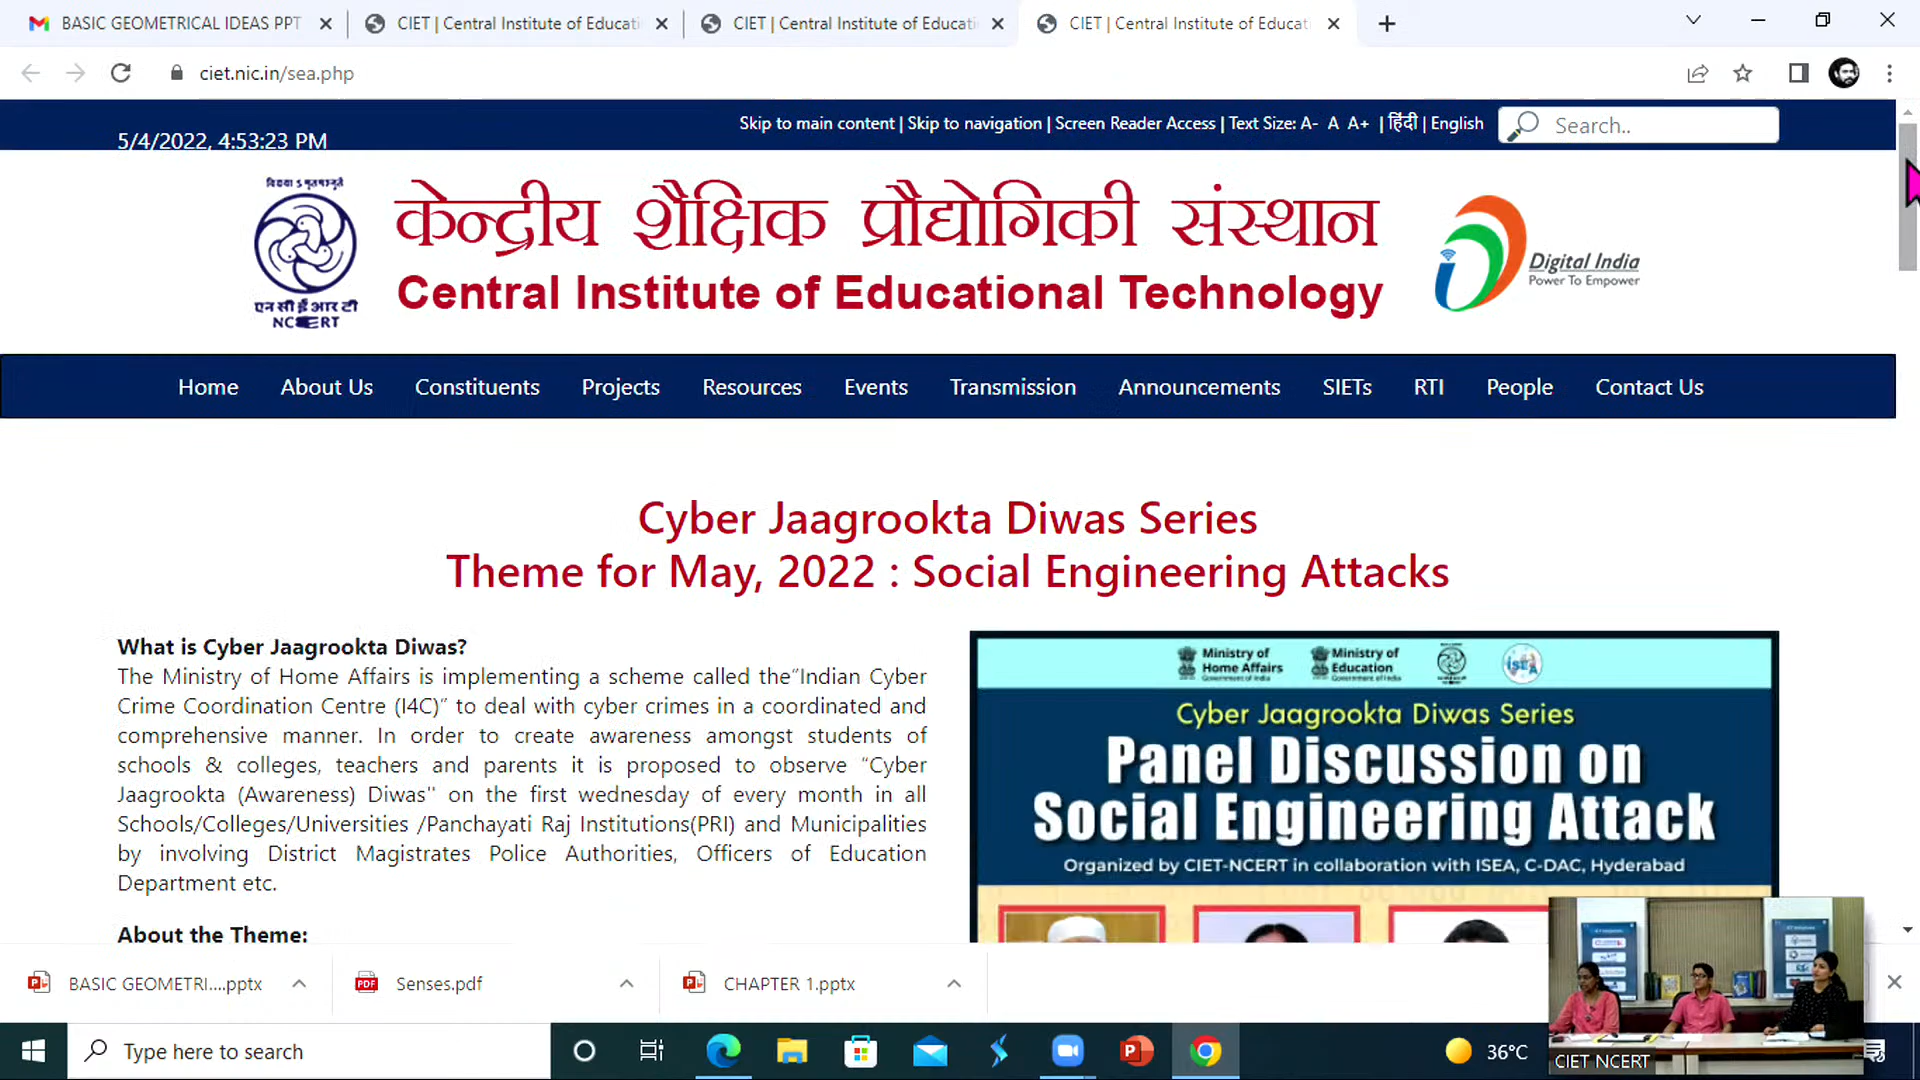 BASIC GEOMETRICAL IDEAS PPT
CIET | Central Institute of Educati
CIET | Central Institute of Educati
CIET | Central Institute of Educati
ciet.nic.in/sea.php
5/4/2022, 4:53:23 PM
Skip to main content | Skip to navigation | Screen Reader Access | Text Size: A- A A+ | हिंदी | English
Search..
एन सी ई आर टी
NCERT
केन्द्रीय शैक्षिक प्रौद्योगिकी संस्थान
Central Institute of Educational Technology
Digital India
Power To Empower
Home About Us Constituents Projects Resources Events Transmission Announcements SIETs RTI People Contact Us
Cyber Jaagrookta Diwas Series
Theme for May, 2022 : Social Engineering Attacks
What is Cyber Jaagrookta Diwas?
The Ministry of Home Affairs is implementing a scheme called the“Indian Cyber
Crime Coordination Centre (I4C)” to deal with cyber crimes in a coordinated and
comprehensive manner. In order to create awareness amongst students of
schools & colleges, teachers and parents it is proposed to observe “Cyber
Jaagrookta (Awareness) Diwas'' on the first wednesday of every month in all
Schools/Colleges/Universities /Panchayati Raj Institutions(PRI) and Municipalities
by involving District Magistrates Police Authorities, Officers of Education
Department etc.
About the Theme:
Ministry of
Home Affairs
Government of India
Ministry of
Education
Government of India
ISEA
Cyber Jaagrookta Diwas Series
Panel Discussion on
Social Engineering Attack
Organized by CIET-NCERT in collaboration with ISEA, C-DAC, Hyderabad
BASIC GEOMETRI....pptx
Senses.pdf
CHAPTER 1.pptx
Type here to search
36°C
CIET NCERT